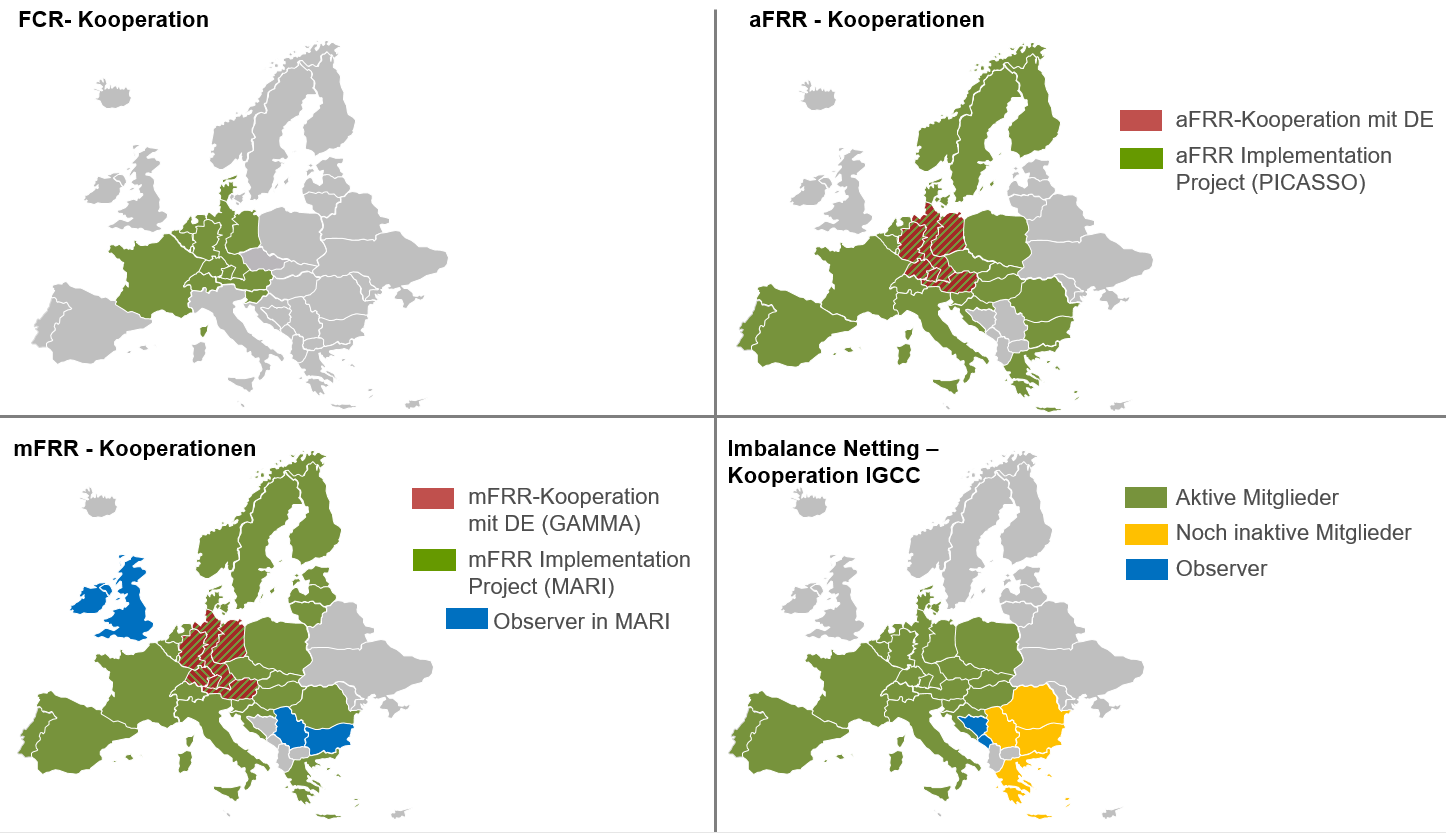 FCR- Kooperation
aFRR - Kooperationen
aFRR-Kooperation mit DE
aFRR Implementation
Project (PICASSO)
mFRR - Kooperationen
mFRR-Kooperation
mit DE (GAMMA)
mFRR Implementation
Project (MARI)
Observer in MARI
Imbalance Netting –
Kooperation IGCC
Aktive Mitglieder
Noch inaktive Mitglieder
Observer